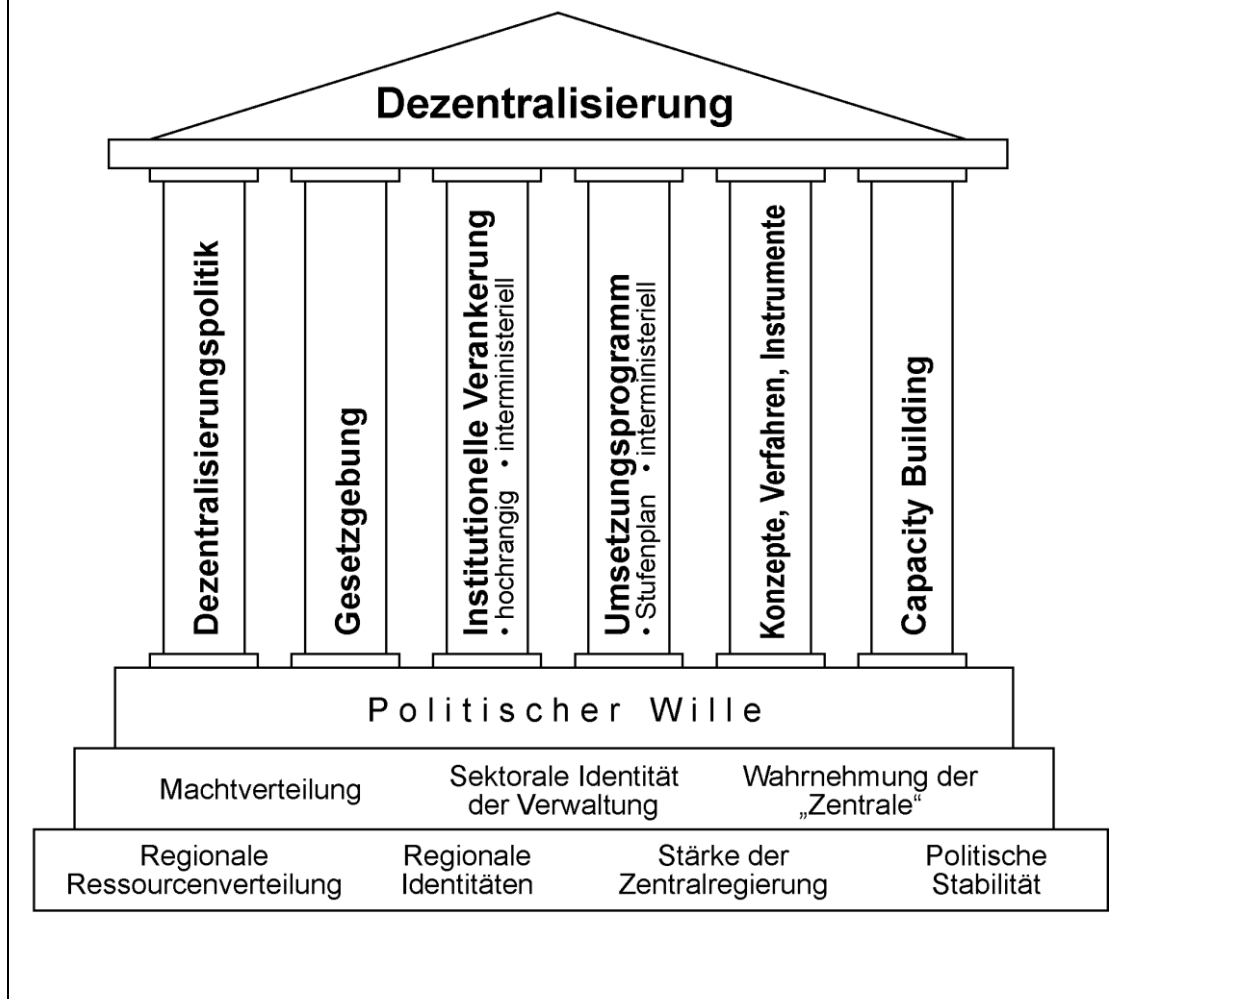 Dezentralisierung
Dezentralisierungspolitik
Gesetzgebung
Institutionelle Verankerung
• hochrangig • interministeriell
Umsetzungsprogramm
• Stufenplan • interministeriell
Konzepte, Verfahren, Instrumente
Capacity Building
Politischer Wille
Machtverteilung
Sektorale Identität
der Verwaltung
Wahrnehmung der
„Zentrale“
Regionale
Ressourcenverteilung
Regionale
Identitäten
Stärke der
Zentralregierung
Politische
Stabilität